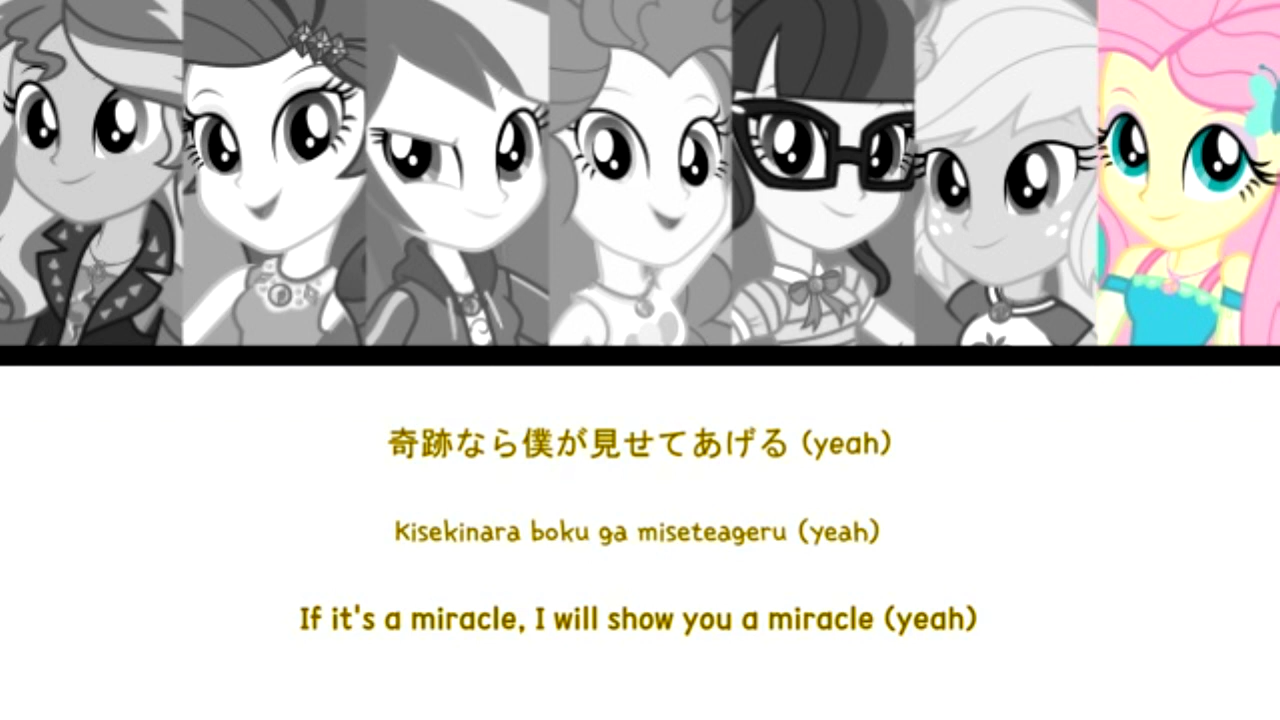 奇跡なら僕が見せてあげる (yeah)
Kisekinara boku ga miseteageru (yeah)
If it's a miracle, I will show you a miracle (yeah)